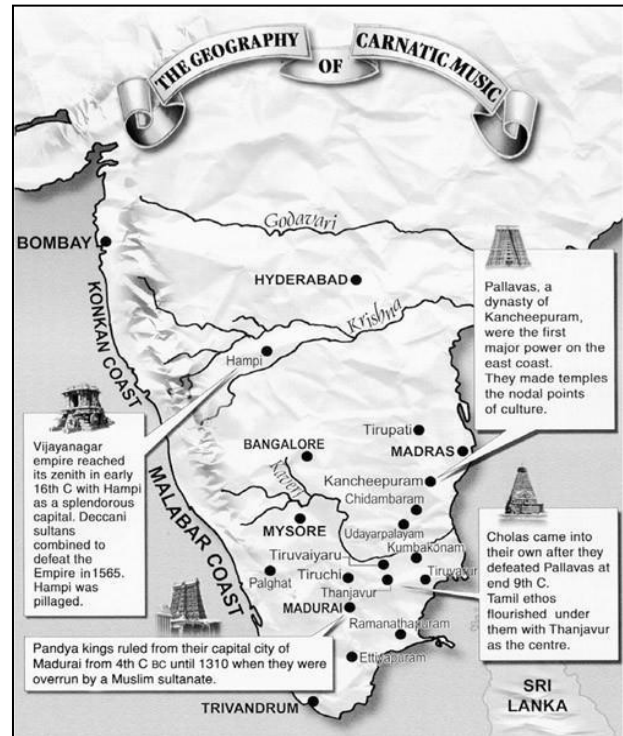 THE GEOGRAPHY OF CARNATIC MUSIC
Godavari
BOMBAY
HYDERABAD
KONKAN COAST
Krishna
Hampi
Pallavas, a
dynasty of
Kancheepuram,
were the first
major power on the
east coast.
They made temples
the nodal points
of culture.
Vijayanagar
empire reached
its zenith in early
16th C with Hampi
as a splendorous
capital. Deccani
sultans
combined to
defeat the
Empire in 1565.
Hampi was
pillaged.
MALABAR COAST
Tirupati
BANGALORE
MADRAS
Kaveri
Kancheepuram
Chidambaram
MYSORE
Udayarpalayam
Kumbakonam
Tiruvaiyaru
Tiruvarur
Palghat
Tiruchi
Thanjavur
MADURAI
Ramanathapuram
Cholas came into
their own after they
defeated Pallavas at
end 9th C.
Tamil ethos
flourished under
them with Thanjavur
as the centre.
Pandya kings ruled from their capital city of
Madurai from 4th C BC until 1310 when they were
overrun by a Muslim sultanate.
Ettiyapuram
TRIVANDRUM
SRI
LANKA